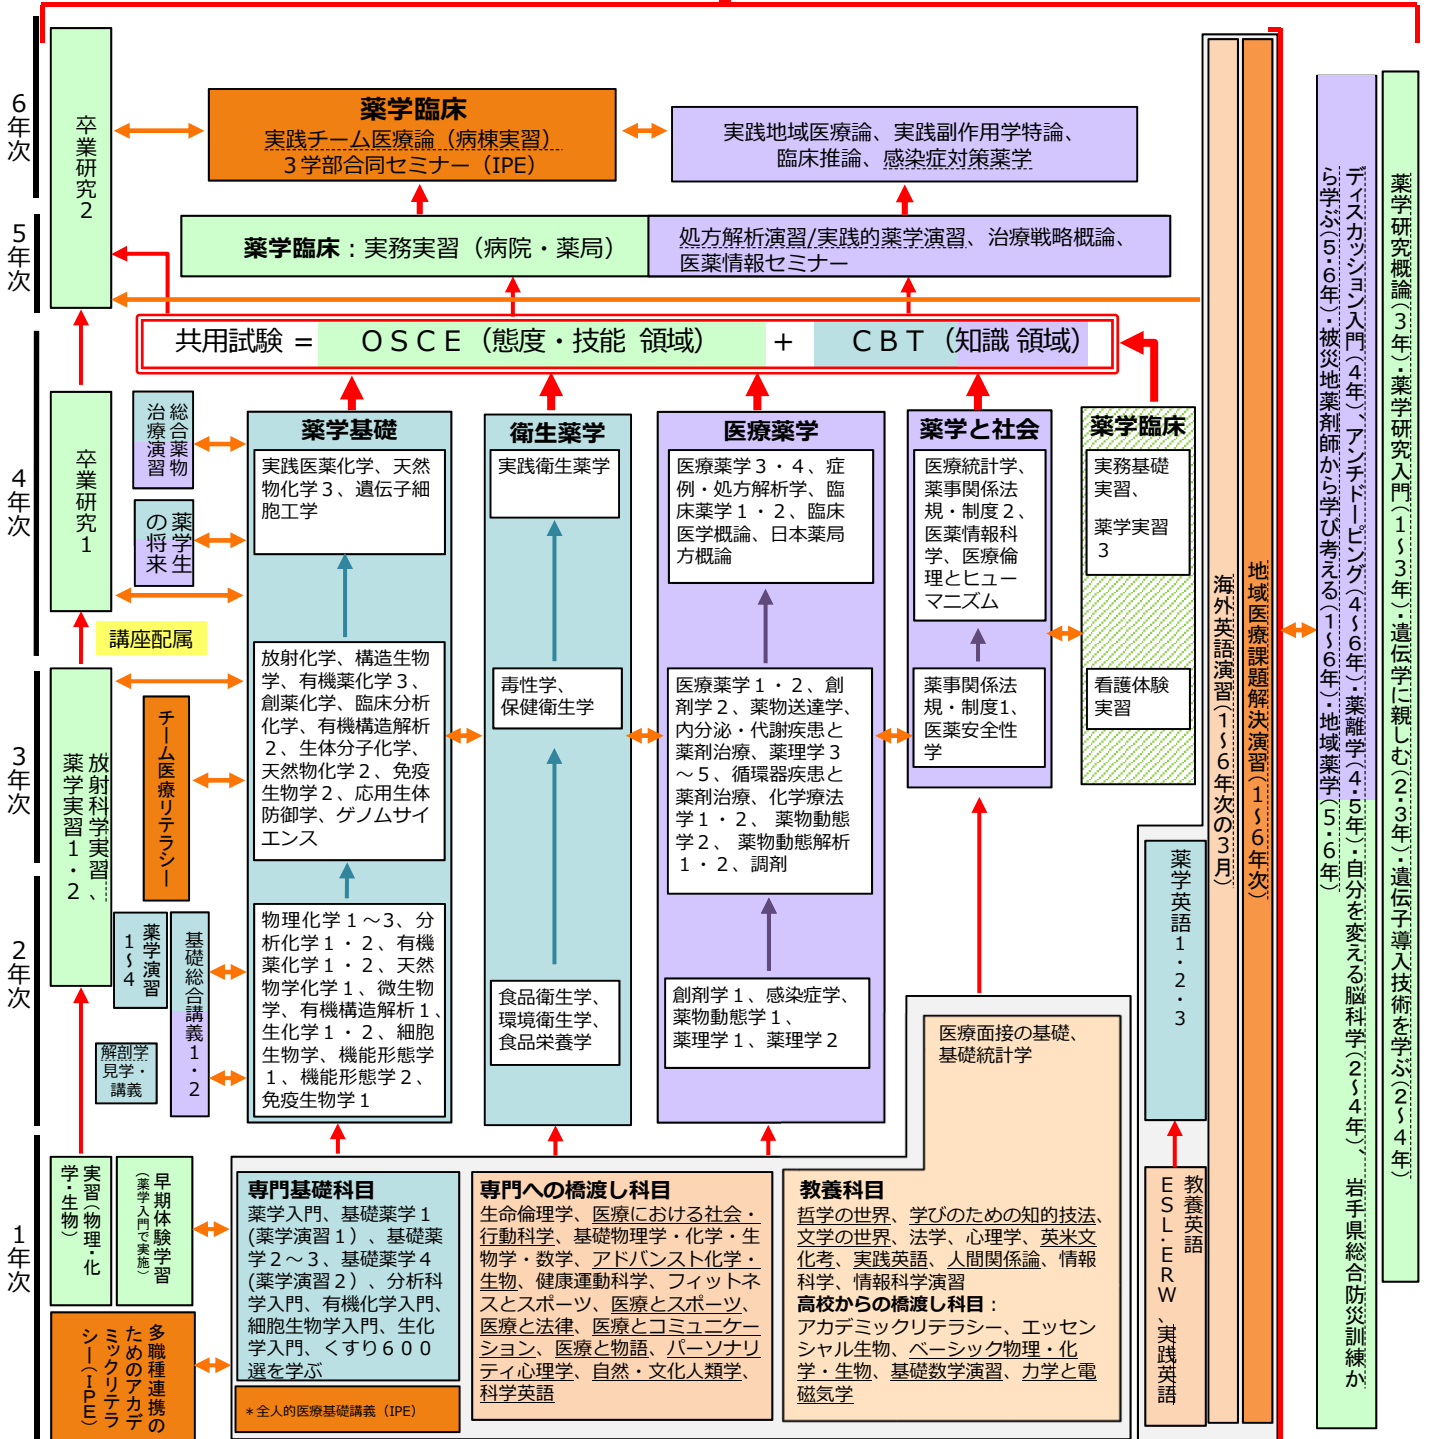 6年次
5年次
4年次
3年次
2年次
1年次
卒業研究2
薬学臨床
実践チーム医療論（病棟実習）
３学部合同セミナー（IPE）
実践地域医療論、実践副作用学特論、
臨床推論、感染症対策薬学
薬学臨床：実務実習（病院・薬局）
処方解析演習/実践的薬学演習、治療戦略概論、
医薬情報セミナー
共用試験 = ＯＳＣＥ（態度・技能 領域） + ＣＢＴ（知識 領域）
卒業研究1
総合薬物
治療演習
薬学生
の将来
講座配属
薬学基礎
実践医薬化学、天然
物化学３、遺伝子細
胞工学
放射化学、構造生物
学、有機薬化学３、
創薬化学、臨床分析
化学、有機構造解析
２、生体分子化学、
天然物化学２、免疫
生物学２、応用生体
防御学、ゲノムサイ
エンス
物理化学１～３、分
析化学１・２、有機
薬化学１・２、天然
物学化学１、微生物
学、有機構造解析１、
生化学１・２、細胞
生物学、機能形態学
１、機能形態学２、
免疫生物学１
衛生薬学
実践衛生薬学
毒性学、
保健衛生学
食品衛生学、
環境衛生学、
食品栄養学
医療薬学
医療薬学３・４、症
例・処方解析学、臨
床薬学１・２、臨床
医学概論、日本薬局
方概論
医療薬学１・２、創
剤学２、薬物送達学、
内分泌・代謝疾患と
薬剤治療、薬理学３
～５、循環器疾患と
薬剤治療、化学療法
学１・２、 薬物動態
学２、 薬物動態解析
１・２、調剤
創剤学１、感染症学、
薬物動態学１、
薬理学１、薬理学２
薬学と社会
医療統計学、
薬事関係法
規・制度２、
医薬情報科
学、医療倫
理とヒュー
マニズム
薬事関係法
規・制度1、
医薬安全性
学
薬学臨床
実務基礎
実習、
薬学実習
３
看護体験
実習
放射科学実習、
薬学実習１・２
チーム医療リテラシー
薬学演習
1～4
基礎総合講義１・２
解剖学
見学・
講義
実習（物理・化
学・生物）
早期体験学習
（薬学入門で実施）
多職種連携の
ためのアカデ
ミックリテラ
シー（IPE）
専門基礎科目
薬学入門、基礎薬学１
(薬学演習１)、基礎薬
学２～３、基礎薬学４
(薬学演習２)、分析科
学入門、有機化学入門、
細胞生物学入門、生化
学入門、くすり６００
選を学ぶ
＊全人的医療基礎講義（IPE）
専門への橋渡し科目
生命倫理学、医療における社会・
行動科学、基礎物理学・化学・生
物学・数学、アドバンスト化学・
生物、健康運動科学、フィットネ
スとスポーツ、医療とスポーツ、
医療と法律、医療とコミュニケー
ション、医療と物語、パーソナリ
ティ心理学、自然・文化人類学、
科学英語
医療面接の基礎、
基礎統計学
教養科目
哲学の世界、学びのための知的技法、
文学の世界、法学、心理学、英米文
化考、実践英語、人間関係論、情報
科学、情報科学演習
高校からの橋渡し科目：
アカデミックリテラシー、エッセン
シャル生物、ベーシック物理・化
学・生物、基礎数学演習、力学と電
磁気学
薬学英語１・２・３
教養英語
ＥＳＬ・ＥＲＷ、実践英語
海外英語演習（１～６年次の３月）
地域医療課題解決演習（１～６年次）
薬学研究概論（３年）・薬学研究入門（１～３年）・遺伝学に親しむ（２・３年）・遺伝子導入技術を学ぶ（２～４年）
ディスカッション入門（４年）、アンチドーピング（４～６年）・薬離学（４・５年）・自分を変える脳科学（２～４年）、 岩手県総合防災訓練か
ら学ぶ（５・６年）・被災地薬剤師から学び考える（１～６年）・地域薬学（５・６年）